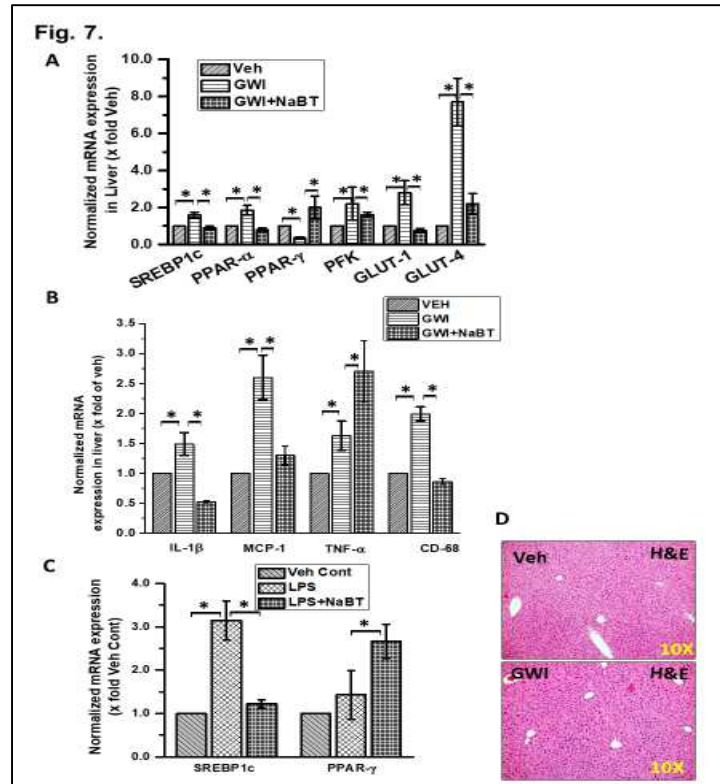 Fig. 7.
A
Normalized mRNA expression
in Liver (x fold Veh)
10.0
8.0
6.0
4.0
2.0
0.0
Veh
GWI
GWI+NaBT
* * * * * * * * * * * *
SREBP1c PPAR-α PPAR-γ PFK GLUT-1 GLUT-4
B
Normalized mRNA
expression in liver (x fold of veh)
3.5
3.0
2.5
2.0
1.5
1.0
0.5
0.0
VEH
GWI
GWI+NaBT
* * * * * * * *
IL-1β MCP-1 TNF-α CD-68
C
Normalized mRNA expression
(x fold Veh Cont)
4.0
3.0
2.0
1.0
0.0
Veh Cont
LPS
LPS+NaBT
* * *
SREBP1c PPAR-γ
D
Veh H&E
10X
GWI H&E
10X